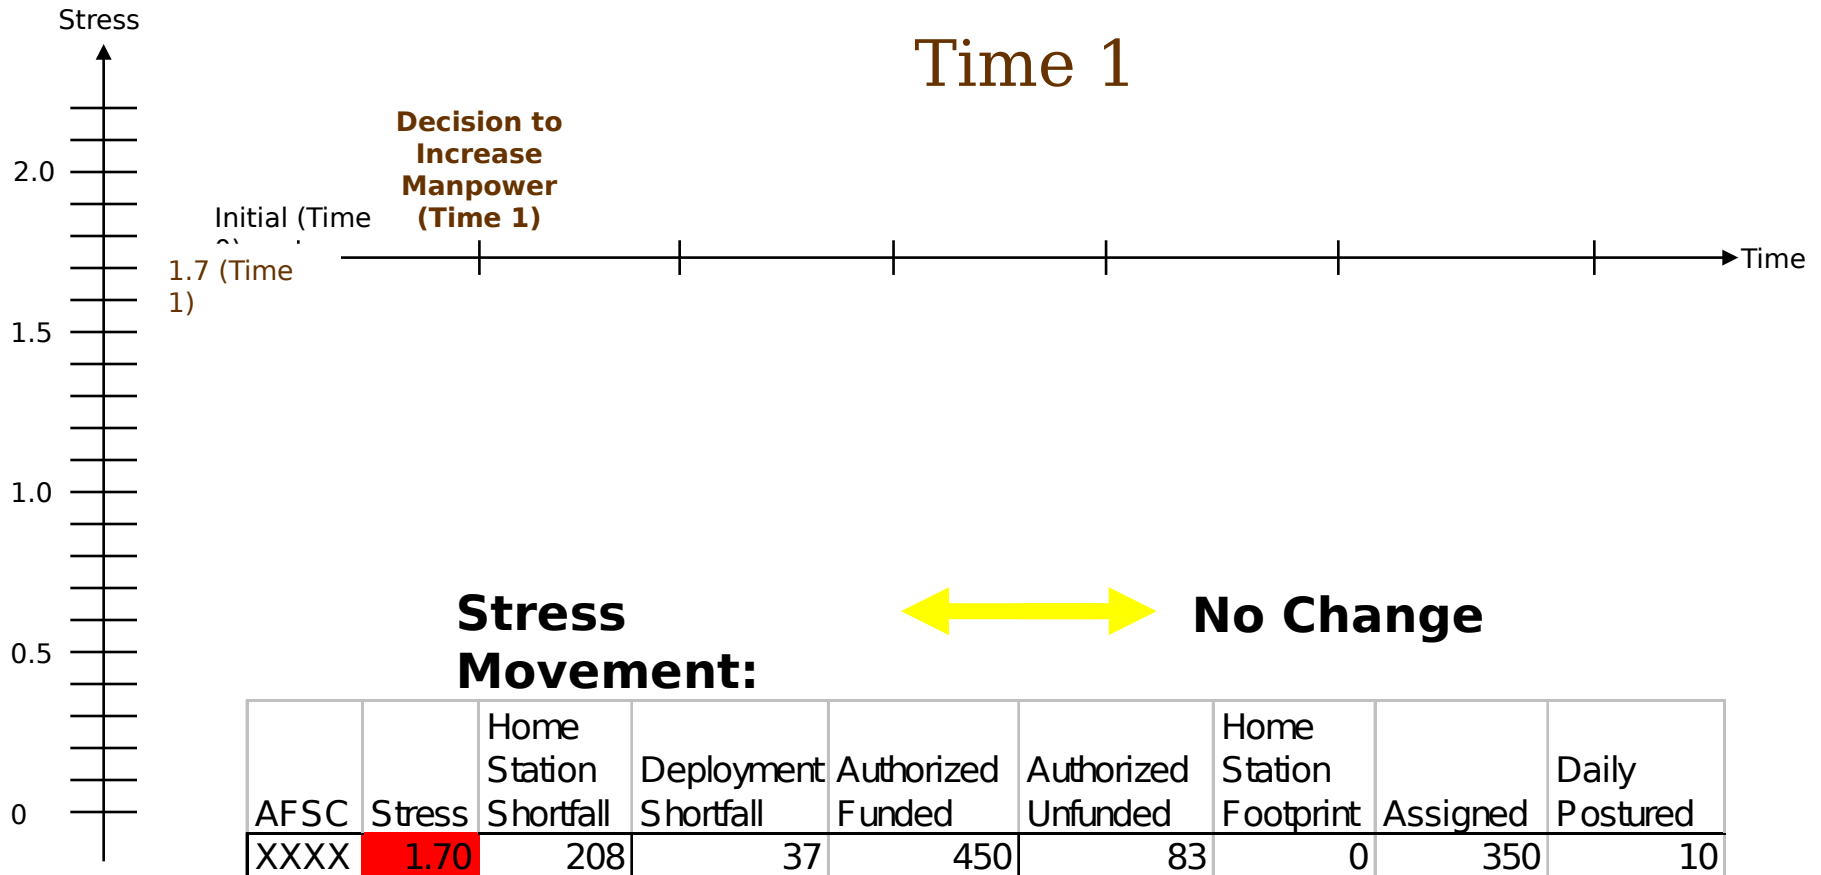 Stress
Time 1
Decision to
Increase
Manpower
(Time 1)
2.0
Initial (Time
1.7 (Time
1)
Time
1.5
1.0
0.5
0
Stress
Movement:
No Change
AFSC Stress Home Station Shortfall Deployment Shortfall Authorized Funded Authorized Unfunded Home Station Footprint Assigned Daily Postured
XXXX 1.70 208 37 450 83 0 350 10